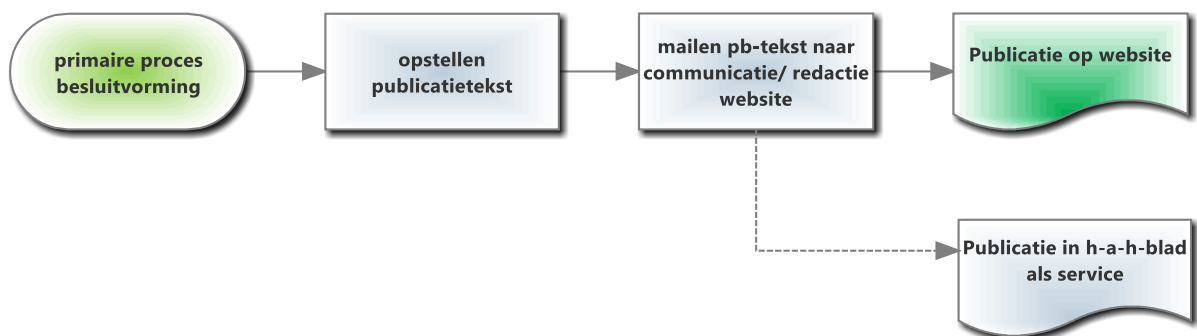 primaire proces
besluitvorming
opstellen
publicatietekst
mailen pb-tekst naar
communicatie/ redactie
website
Publicatie op website
Publicatie in h-a-h-blad
als service